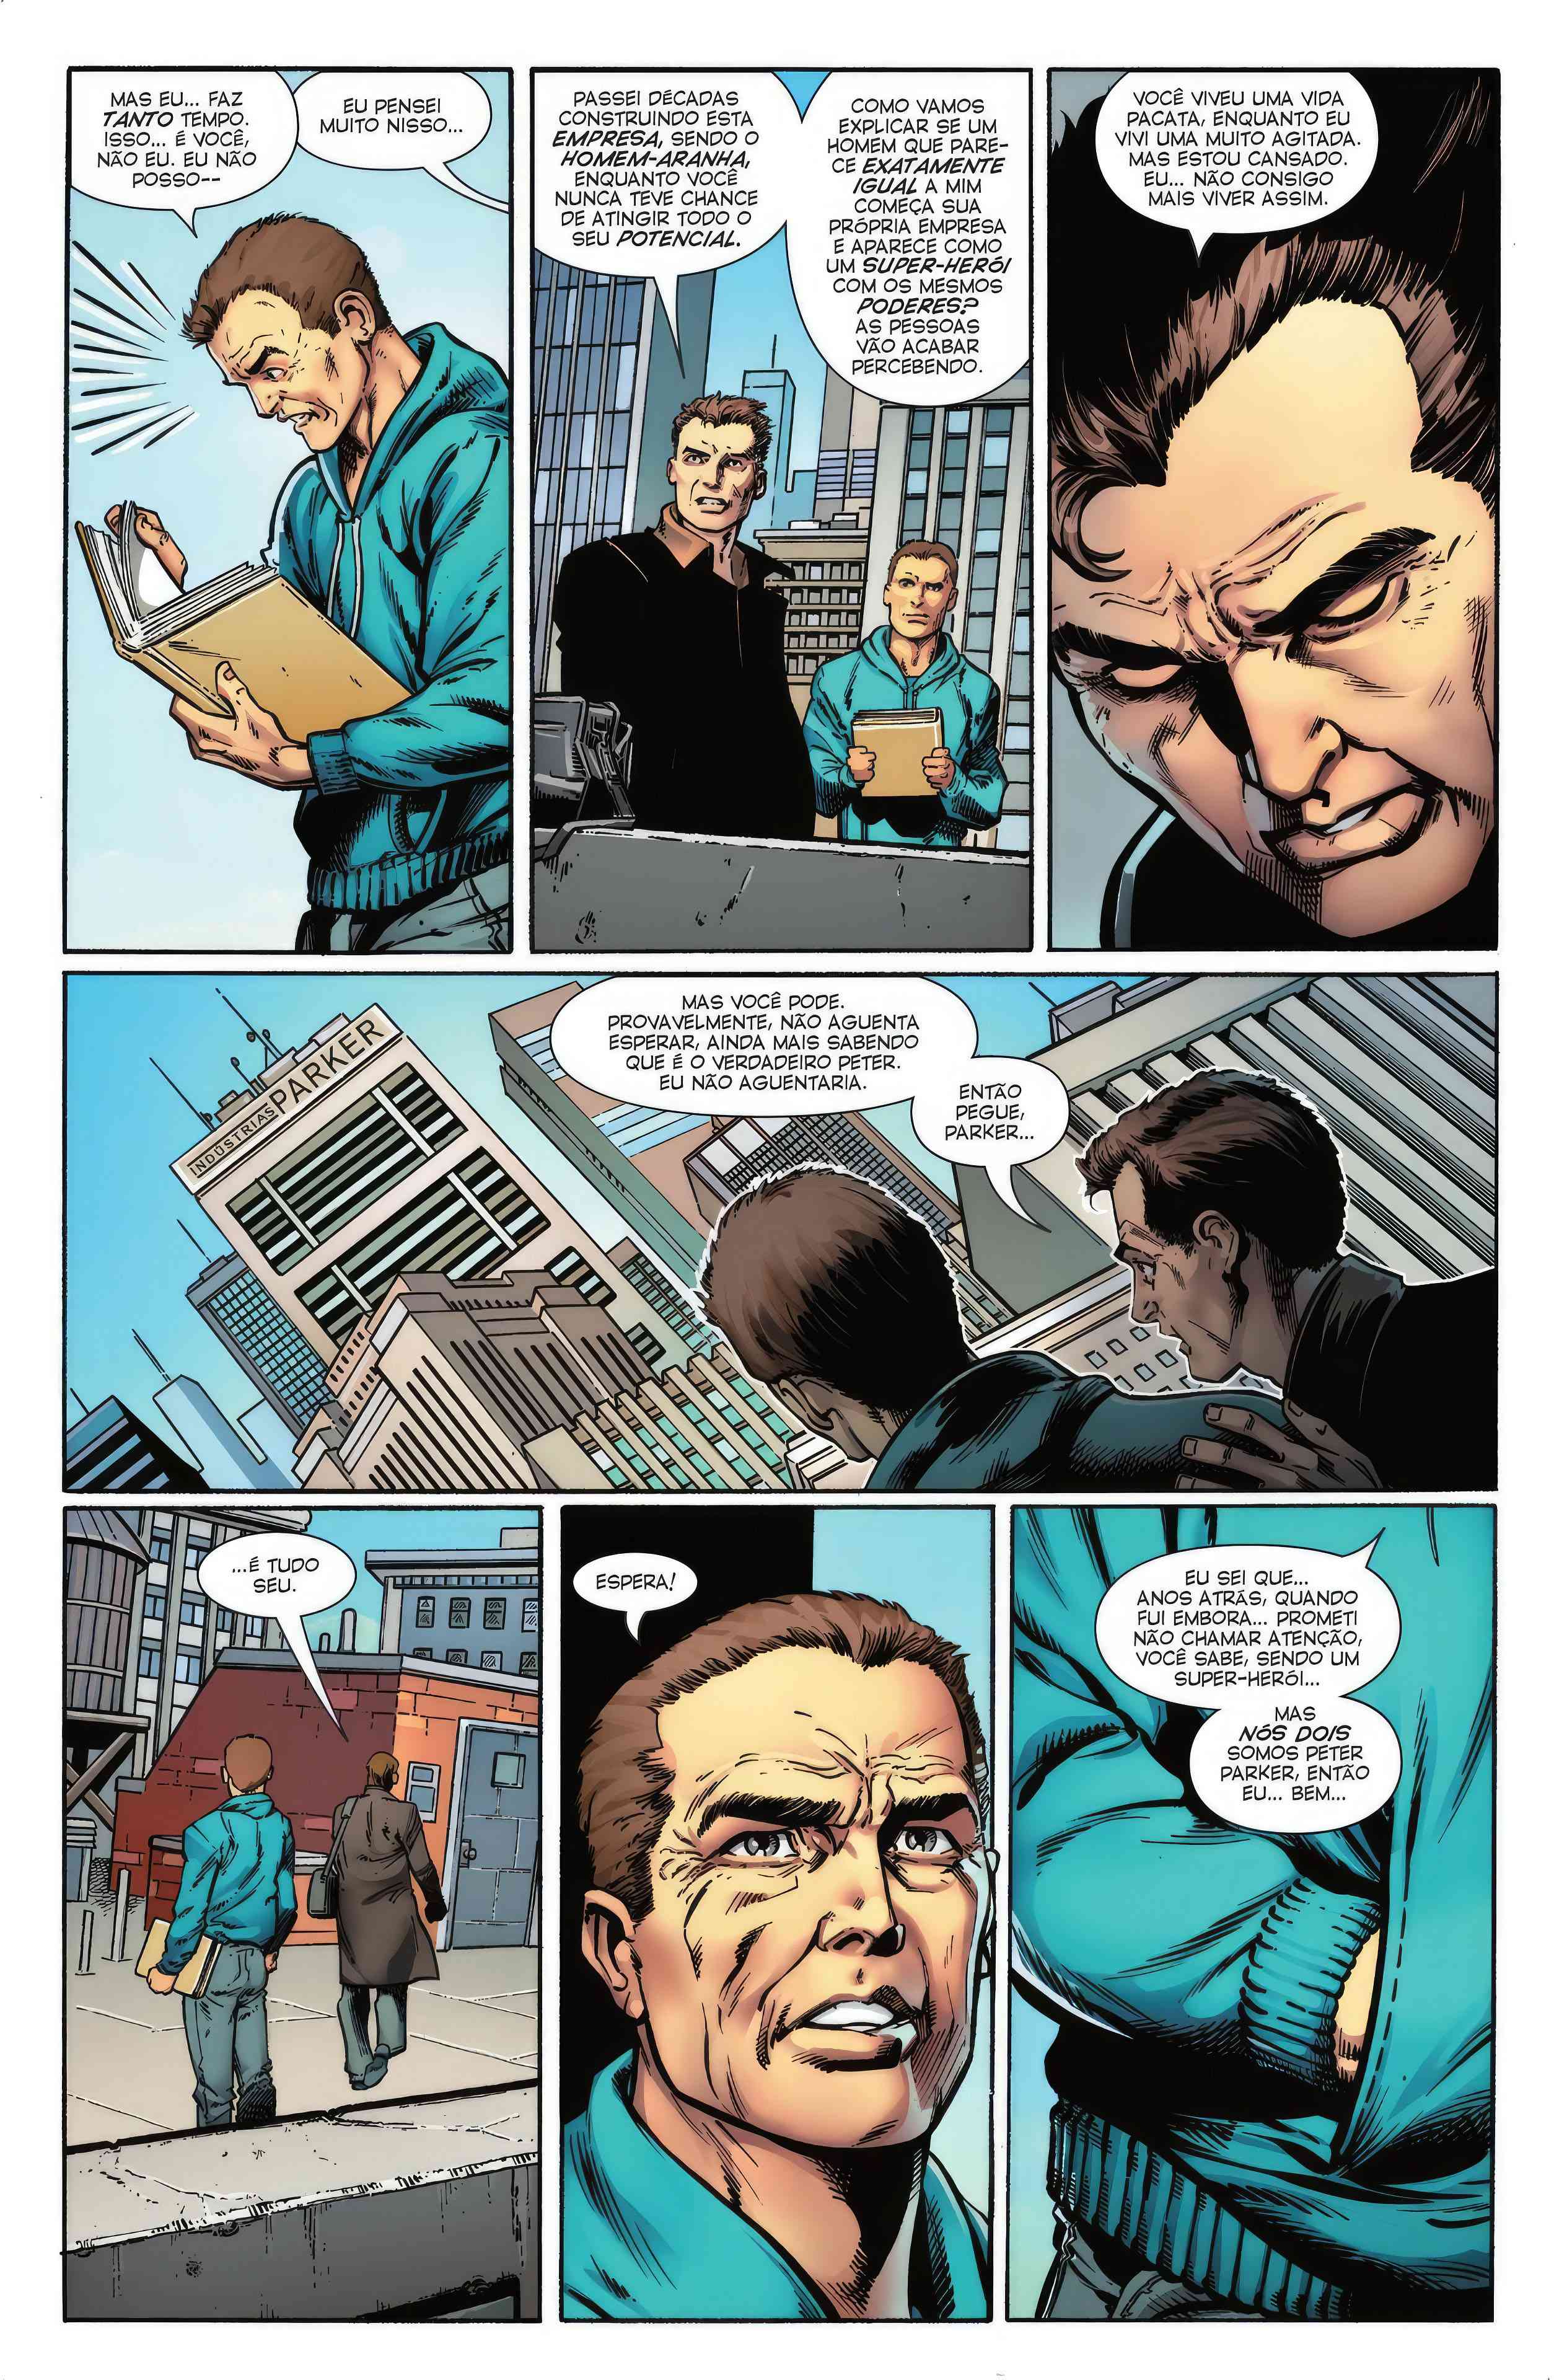 MAS EU... FAZ
TANTO TEMPO.
ISSO... É VOCÊ,
NÃO EU. EU NÃO
POSSO--
EU PENSEI
MUITO NISSO...
PASSEI DÉCADAS
CONSTRUINDO ESTA
EMPRESA, SENDO O
HOMEM-ARANHA,
ENQUANTO VOCÊ
NUNCA TEVE CHANCE
DE ATINGIR TODO O
SEU POTENCIAL.
COMO VAMOS
EXPLICAR SE UM
HOMEM QUE PARE-
CE EXATAMENTE
IGUAL A MIM
COMEÇA SUA
PRÓPRIA EMPRESA
E APARECE COMO
UM SUPER-HERÓI
COM OS MESMOS
PODERES?
AS PESSOAS
VÃO ACABAR
PERCEBENDO.
VOCÊ VIVEU UMA VIDA
PACATA, ENQUANTO EU
VIVI UMA MUITO AGITADA.
MAS ESTOU CANSADO.
EU... NÃO CONSIGO
MAIS VIVER ASSIM.
INDÚSTRIAS PARKER
MAS VOCÊ PODE.
PROVAVELMENTE, NÃO AGUENTA
ESPERAR, AINDA MAIS SABENDO
QUE É O VERDADEIRO PETER.
EU NÃO AGUENTARIA.
ENTÃO
PEGUE,
PARKER...
...É TUDO
SEU.
ESPERA!
EU SEI QUE...
ANOS ATRÁS, QUANDO
FUI EMBORA... PROMETI
NÃO CHAMAR ATENÇÃO,
VOCÊ SABE, SENDO UM
SUPER-HERÓI...
MAS
NÓS DOIS
SOMOS PETER
PARKER, ENTÃO
EU... BEM...